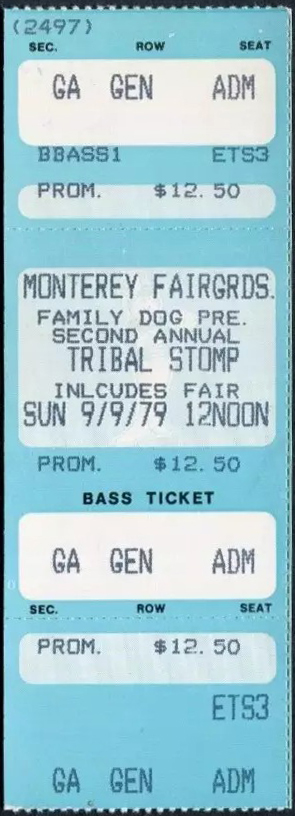 (2497)
SEC. ROW SEAT
GA GEN ADM
BBASS1 ETS3
PROM. $12.50
MONTEREY FAIRGRDS.
FAMILY DOG PRE.
SECOND ANNUAL
TRIBAL STOMP
INLCUDES FAIR
SUN 9/9/79 12NOON
PROM. $12.50
BASS TICKET
GA GEN ADM
SEC. ROW SEAT
PROM. $12.50
ETS3
GA GEN ADM